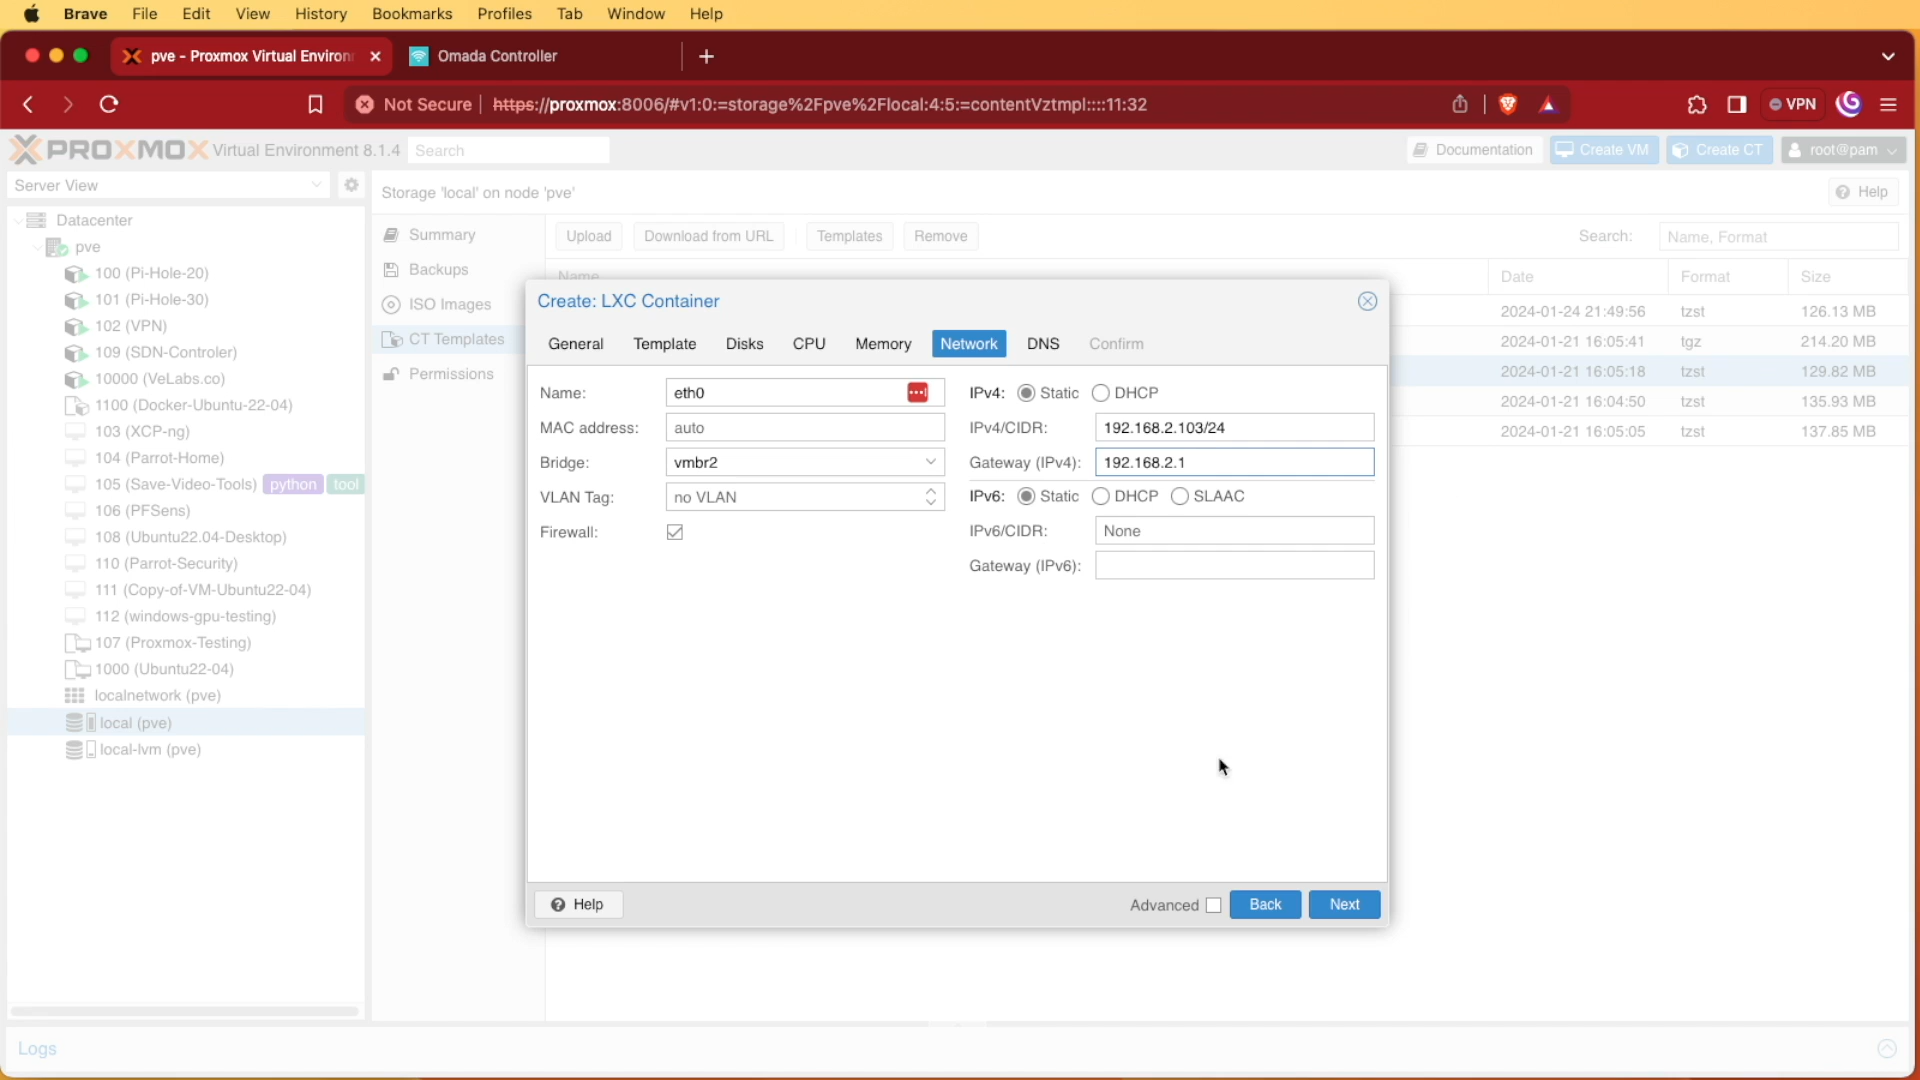 Brave File Edit View History Bookmarks Profiles Tab Window Help
pve - Proxmox Virtual Environ
Omada Controller
Not Secure https://proxmox:8006/#v1:0:=storage%2Fpve%2Flocal:4:5:=contentVztmpl::::11:32
VPN
PROXMOX Virtual Environment 8.1.4 Search
Documentation Create VM Create CT root@pam
Server View
Storage 'local' on node 'pve'
Help
Datacenter
pve
100 (Pi-Hole-20)
101 (Pi-Hole-30)
102 (VPN)
109 (SDN-Controler)
10000 (VeLabs.co)
1100 (Docker-Ubuntu-22-04)
103 (XCP-ng)
104 (Parrot-Home)
105 (Save-Video-Tools) python tool
106 (PFSens)
108 (Ubuntu22.04-Desktop)
110 (Parrot-Security)
111 (Copy-of-VM-Ubuntu22-04)
112 (windows-gpu-testing)
107 (Proxmox-Testing)
1000 (Ubuntu22-04)
localnetwork (pve)
local (pve)
local-lvm (pve)
Summary
Backups
ISO Images
CT Templates
Permissions
Upload Download from URL Templates Remove Search: Name, Format
Name Date Format Size
2024-01-24 21:49:56 tzst 126.13 MB
2024-01-21 16:05:41 tgz 214.20 MB
2024-01-21 16:05:18 tzst 129.82 MB
2024-01-21 16:04:50 tzst 135.93 MB
2024-01-21 16:05:05 tzst 137.85 MB
Create: LXC Container
General Template Disks CPU Memory Network DNS Confirm
Name: eth0
MAC address: auto
Bridge: vmbr2
VLAN Tag: no VLAN
Firewall:
IPv4: Static DHCP
IPv4/CIDR: 192.168.2.103/24
Gateway (IPv4): 192.168.2.1
IPv6: Static DHCP SLAAC
IPv6/CIDR: None
Gateway (IPv6):
Help
Advanced Back Next
Logs